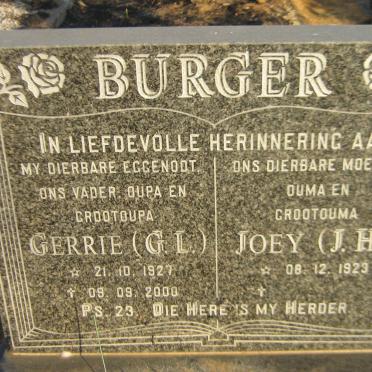 BURGER
IN LIEFDEVOLLE HERINNERING AA
MY DIERBARE EGGENOOT,
ONS VADER, OUPA EN
GROOTOUPA
GERRIE (G.L.)
☆ 21.10.1927
✝ 09.09.2000
ONS DIERBARE MOE
OUMA EN
GROOTOUMA
JOEY (J.H
☆ 08.12.1923
✝
PS. 23. DIE HERE IS MY HERDER.